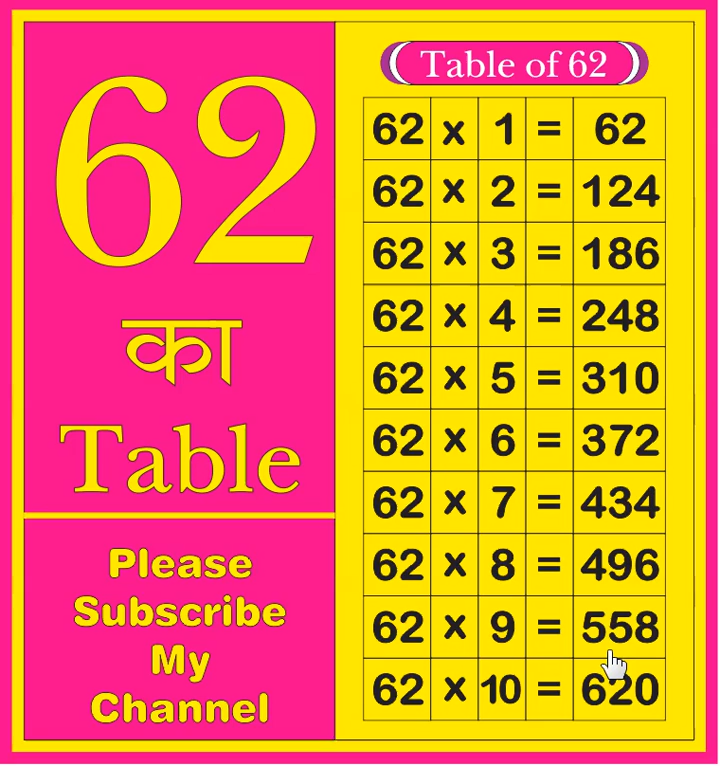 62
का
Table
Please
Subscribe
My
Channel
Table of 62
62 x 1 = 62
62 x 2 = 124
62 x 3 = 186
62 x 4 = 248
62 x 5 = 310
62 x 6 = 372
62 x 7 = 434
62 x 8 = 496
62 x 9 = 558
62 x 10 = 620